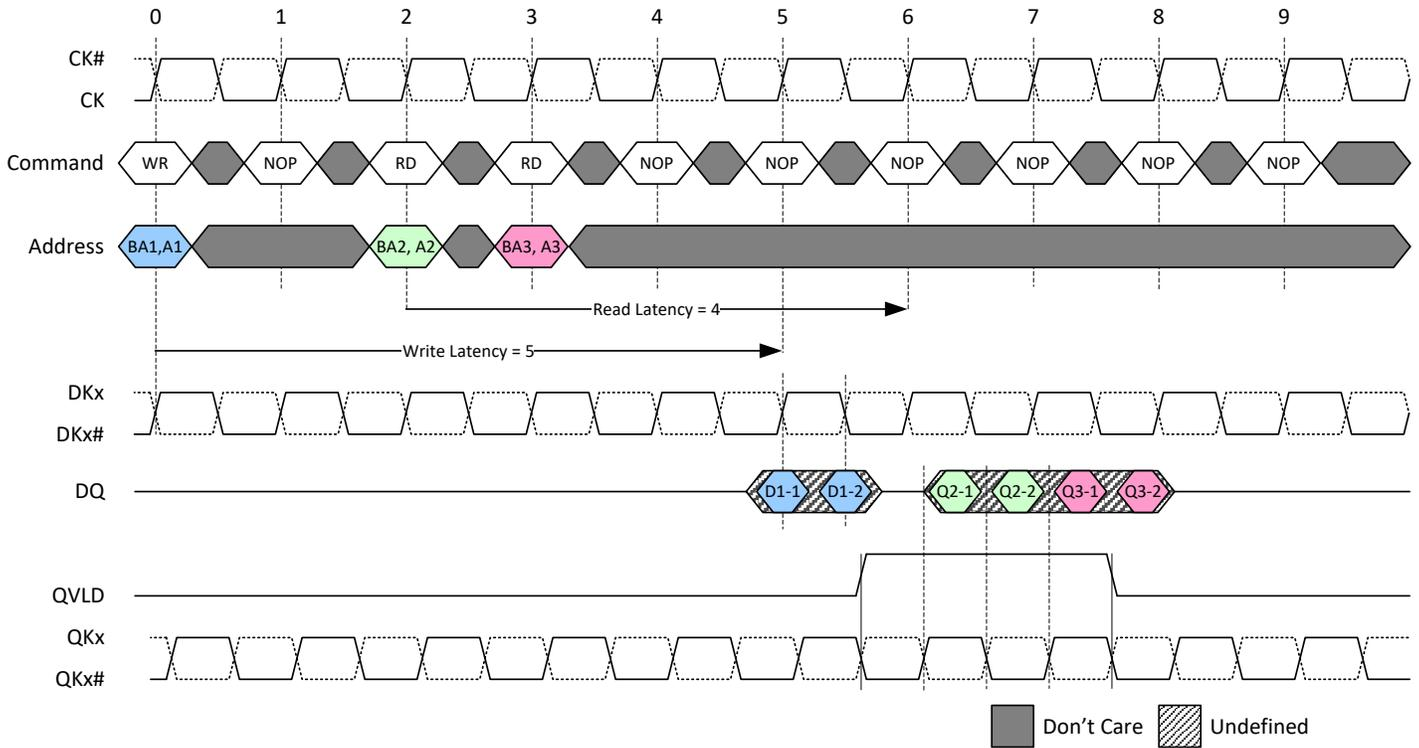 0 1 2 3 4 5 6 7 8 9
CK#
CK
Command WR NOP RD RD NOP NOP NOP NOP NOP NOP
Address BA1,A1 BA2, A2 BA3, A3
Read Latency = 4
Write Latency = 5
DKx
DKx#
DQ D1-1 D1-2 Q2-1 Q2-2 Q3-1 Q3-2
QVLD
QKx
QKx#
Don't Care Undefined